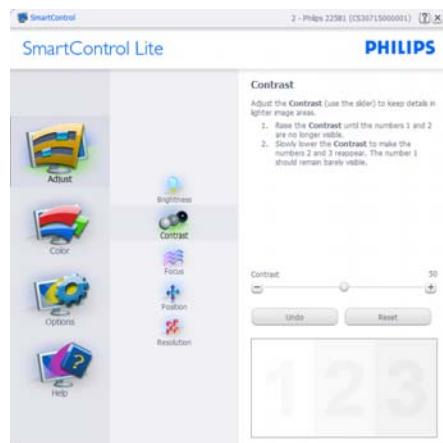 SmartControl
2 - Philips 225B1 (CS30715000001)
SmartControl Lite
PHILIPS
Adjust
Color
Options
Help
Brightness
Contrast
Focus
Position
Resolution
Contrast
Adjust the Contrast (use the slider) to keep details in
lighter image areas.
1. Raise the Contrast until the numbers 1 and 2
are no longer visible.
2. Slowly lower the Contrast to make the
numbers 2 and 3 reappear. The number 1
should remain barely visible.
Contrast
50
Undo
Reset
1 2 3